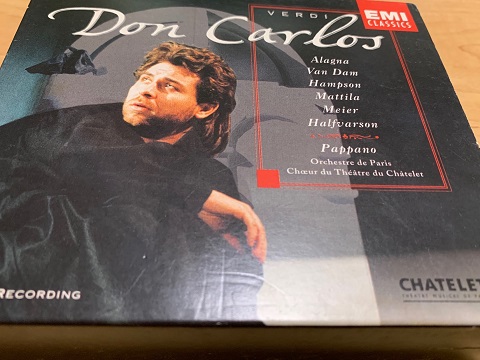 VERDI
EMI
CLASSICS
Don Carlos
Alagna
Van Dam
Hampson
Mattila
Meier
Halfvarson
Pappano
Orchestre de Paris
Chœur du Théâtre du Châtelet
RECORDING
CHATELET